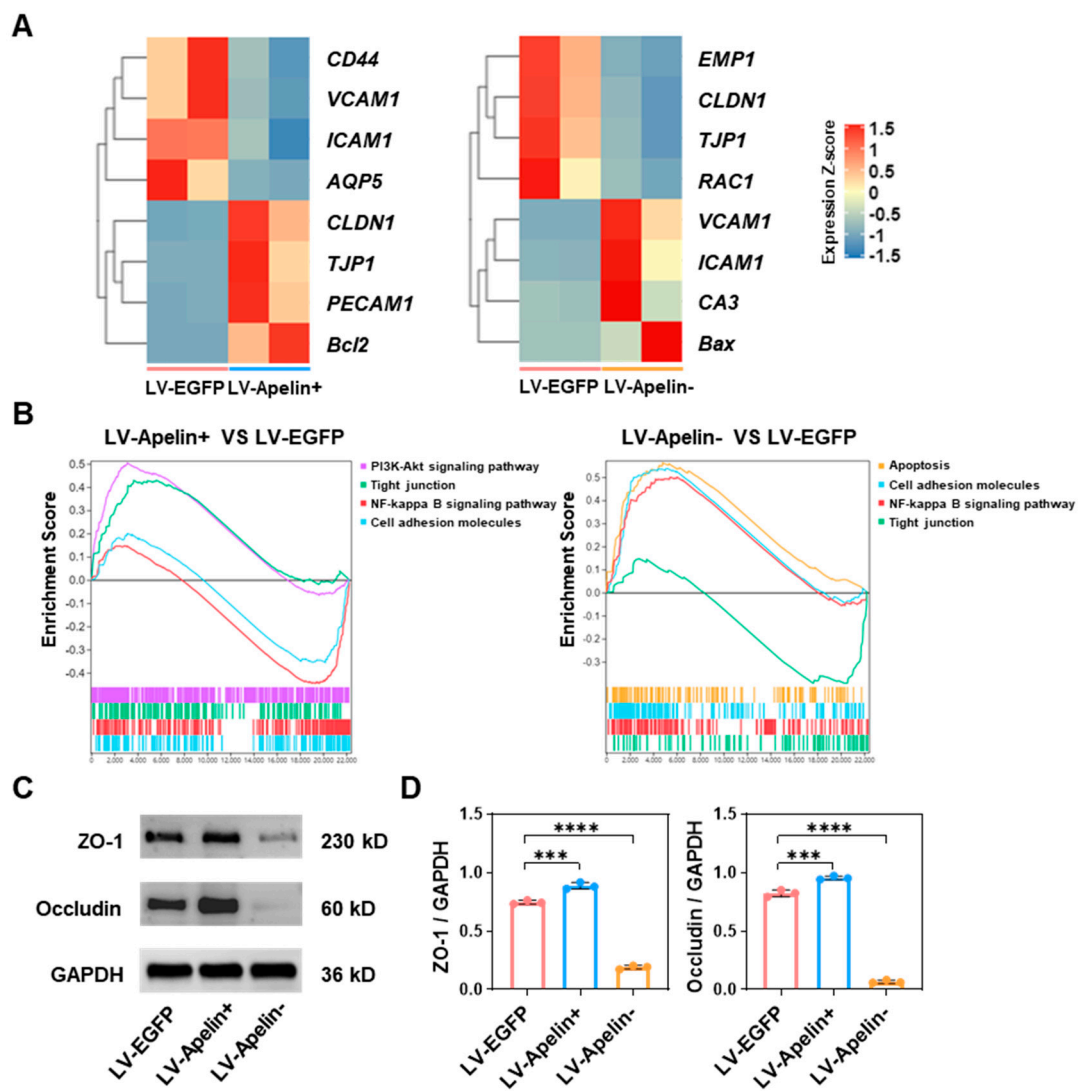 A
CD44
VCAM1
ICAM1
AQP5
CLDN1
TJP1
PECAM1
Bcl2
LV-EGFP LV-Apelin+
EMP1
CLDN1
TJP1
RAC1
VCAM1
ICAM1
CA3
Bax
LV-EGFP LV-Apelin-
Expression Z-score
1.5
1
0.5
0
-0.5
-1
-1.5
B
LV-Apelin+ VS LV-EGFP
Enrichment Score
0.5
0.4
0.3
0.2
0.1
0.0
-0.1
-0.2
-0.3
-0.4
PI3K-Akt signaling pathway
Tight junction
NF-kappa B signaling pathway
Cell adhesion molecules
0 2,000 4,000 6,000 8,000 10,000 12,000 14,000 16,000 18,000 20,000 22,000
LV-Apelin- VS LV-EGFP
Enrichment Score
0.5
0.4
0.3
0.2
0.1
0.0
-0.1
-0.2
-0.3
Apoptosis
Cell adhesion molecules
NF-kappa B signaling pathway
Tight junction
0 2,000 4,000 6,000 8,000 10,000 12,000 14,000 16,000 18,000 20,000 22,000
C
ZO-1 230 kD
Occludin 60 kD
GAPDH 36 kD
LV-EGFP
LV-Apelin+
LV-Apelin-
D
ZO-1 / GAPDH
1.5
1.0
0.5
0.0
****
***
LV-EGFP
LV-Apelin+
LV-Apelin-
Occludin / GAPDH
1.5
1.0
0.5
0.0
****
***
LV-EGFP
LV-Apelin+
LV-Apelin-